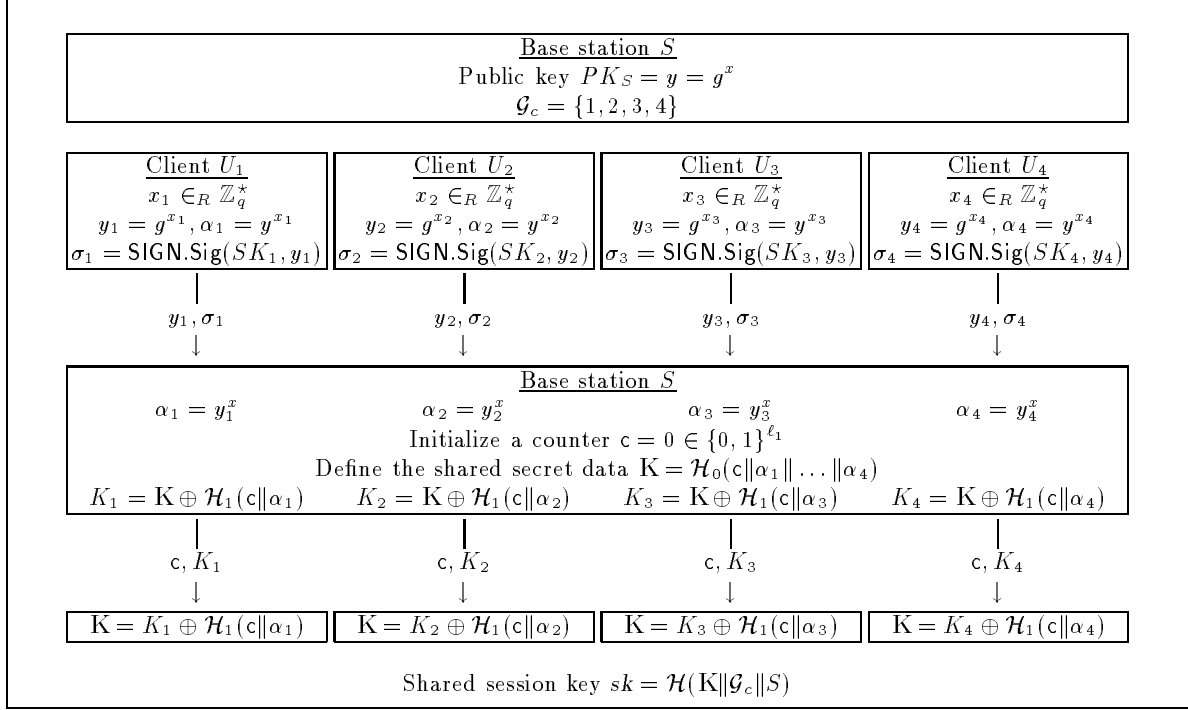 Base station S
Public key PK_S = y = g^x
𝒢_c = {1, 2, 3, 4}
Client U_1 Client U_2 Client U_3 Client U_4
x_1 ∈_R ℤ_q^⋆ x_2 ∈_R ℤ_q^⋆ x_3 ∈_R ℤ_q^⋆ x_4 ∈_R ℤ_q^⋆
y_1 = g^{x_1}, α_1 = y^{x_1} y_2 = g^{x_2}, α_2 = y^{x_2} y_3 = g^{x_3}, α_3 = y^{x_3} y_4 = g^{x_4}, α_4 = y^{x_4}
σ_1 = SIGN.Sig(SK_1, y_1) σ_2 = SIGN.Sig(SK_2, y_2) σ_3 = SIGN.Sig(SK_3, y_3) σ_4 = SIGN.Sig(SK_4, y_4)
y_1, σ_1 y_2, σ_2 y_3, σ_3 y_4, σ_4
↓ ↓ ↓ ↓
Base station S
α_1 = y_1^x α_2 = y_2^x α_3 = y_3^x α_4 = y_4^x
Initialize a counter c = 0 ∈ {0, 1}^{ℓ_1}
Define the shared secret data K = ℋ_0(c‖α_1‖ . . . ‖α_4)
K_1 = K ⊕ ℋ_1(c‖α_1) K_2 = K ⊕ ℋ_1(c‖α_2) K_3 = K ⊕ ℋ_1(c‖α_3) K_4 = K ⊕ ℋ_1(c‖α_4)
c, K_1 c, K_2 c, K_3 c, K_4
↓ ↓ ↓ ↓
K = K_1 ⊕ ℋ_1(c‖α_1) K = K_2 ⊕ ℋ_1(c‖α_2) K = K_3 ⊕ ℋ_1(c‖α_3) K = K_4 ⊕ ℋ_1(c‖α_4)
Shared session key sk = ℋ(K‖𝒢_c‖S)